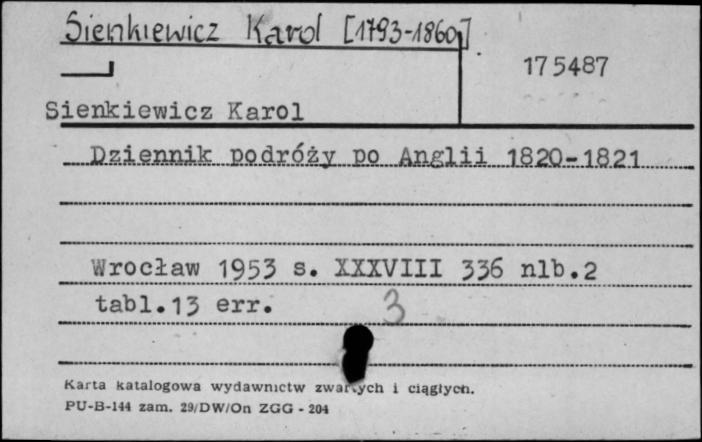 Sienkiewicz Karol [1793-1860]
175487
Sienkiewicz Karol
Dziennik podróży po Anglii 1820-1821
Wrocław 1953 s. XXXVIII 336 nlb.2
tabl.13 err.
3
Karta katalogowa wydawnictw zwartych i ciągłych.
PU-B-144 zam. 29/DW/On ZGG - 204